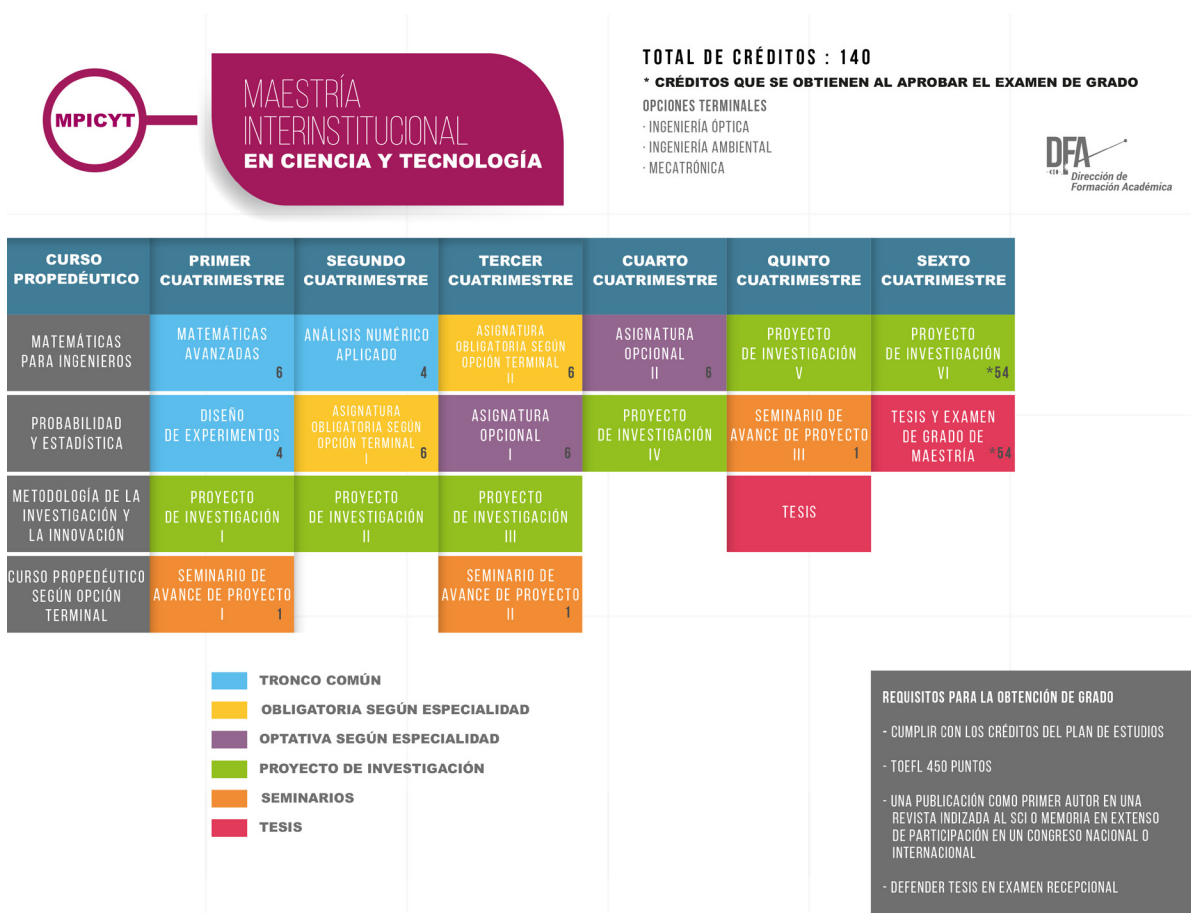 MPICYT
MAESTRÍA
INTERINSTITUCIONAL
EN CIENCIA Y TECNOLOGÍA
TOTAL DE CRÉDITOS : 140
* CRÉDITOS QUE SE OBTIENEN AL APROBAR EL EXAMEN DE GRADO
OPCIONES TERMINALES
· INGENIERÍA ÓPTICA
· INGENIERÍA AMBIENTAL
· MECATRÓNICA
DFA
Dirección de
Formación Académica
CURSO
PROPEDÉUTICO
PRIMER
CUATRIMESTRE
SEGUNDO
CUATRIMESTRE
TERCER
CUATRIMESTRE
CUARTO
CUATRIMESTRE
QUINTO
CUATRIMESTRE
SEXTO
CUATRIMESTRE
MATEMÁTICAS
PARA INGENIEROS
MATEMÁTICAS
AVANZADAS
6
ANÁLISIS NUMÉRICO
APLICADO
4
ASIGNATURA
OBLIGATORIA SEGÚN
OPCIÓN TERMINAL
II 6
ASIGNATURA
OPCIONAL
II 6
PROYECTO
DE INVESTIGACIÓN
V
PROYECTO
DE INVESTIGACIÓN
VI *54
PROBABILIDAD
Y ESTADÍSTICA
DISEÑO
DE EXPERIMENTOS
4
ASIGNATURA
OBLIGATORIA SEGÚN
OPCIÓN TERMINAL
I 6
ASIGNATURA
OPCIONAL
I 6
PROYECTO
DE INVESTIGACIÓN
IV
SEMINARIO DE
AVANCE DE PROYECTO
III 1
TESIS Y EXAMEN
DE GRADO DE
MAESTRÍA *54
METODOLOGÍA DE LA
INVESTIGACIÓN Y
LA INNOVACIÓN
PROYECTO
DE INVESTIGACIÓN
I
PROYECTO
DE INVESTIGACIÓN
II
PROYECTO
DE INVESTIGACIÓN
III
TESIS
CURSO PROPEDÉUTICO
SEGÚN OPCIÓN
TERMINAL
SEMINARIO DE
AVANCE DE PROYECTO
I 1
SEMINARIO DE
AVANCE DE PROYECTO
II 1
TRONCO COMÚN
OBLIGATORIA SEGÚN ESPECIALIDAD
OPTATIVA SEGÚN ESPECIALIDAD
PROYECTO DE INVESTIGACIÓN
SEMINARIOS
TESIS
REQUISITOS PARA LA OBTENCIÓN DE GRADO
- CUMPLIR CON LOS CRÉDITOS DEL PLAN DE ESTUDIOS
- TOEFL 450 PUNTOS
- UNA PUBLICACIÓN COMO PRIMER AUTOR EN UNA
REVISTA INDIZADA AL SCI O MEMORIA EN EXTENSO
DE PARTICIPACIÓN EN UN CONGRESO NACIONAL O
INTERNACIONAL
- DEFENDER TESIS EN EXAMEN RECEPCIONAL